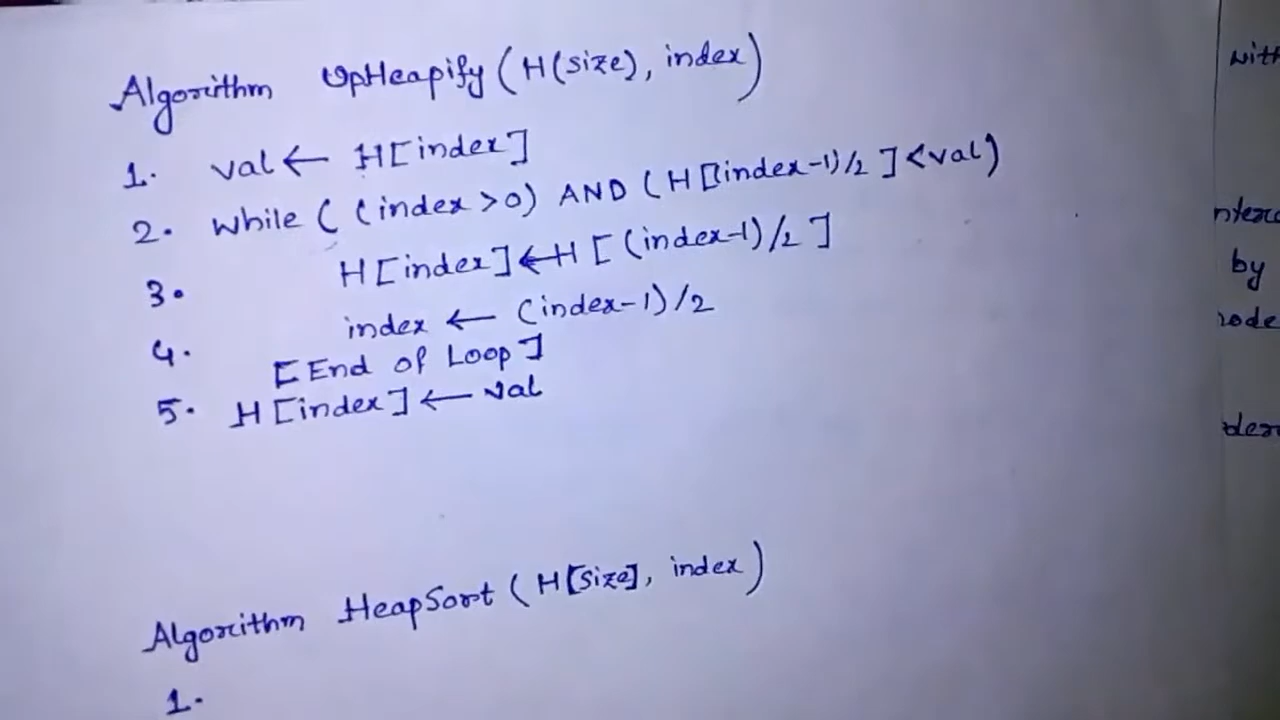 Algorithm UpHeapify (H(size), index)
1. val ← H[index]
2. while ( (index >0) AND (H[(index-1)/2] < val)
3. H[index] ← H [(index-1)/2]
4. index ← (index-1)/2
[End of Loop]
5. H[index] ← val
Algorithm HeapSort (H[size], index)
1.
by